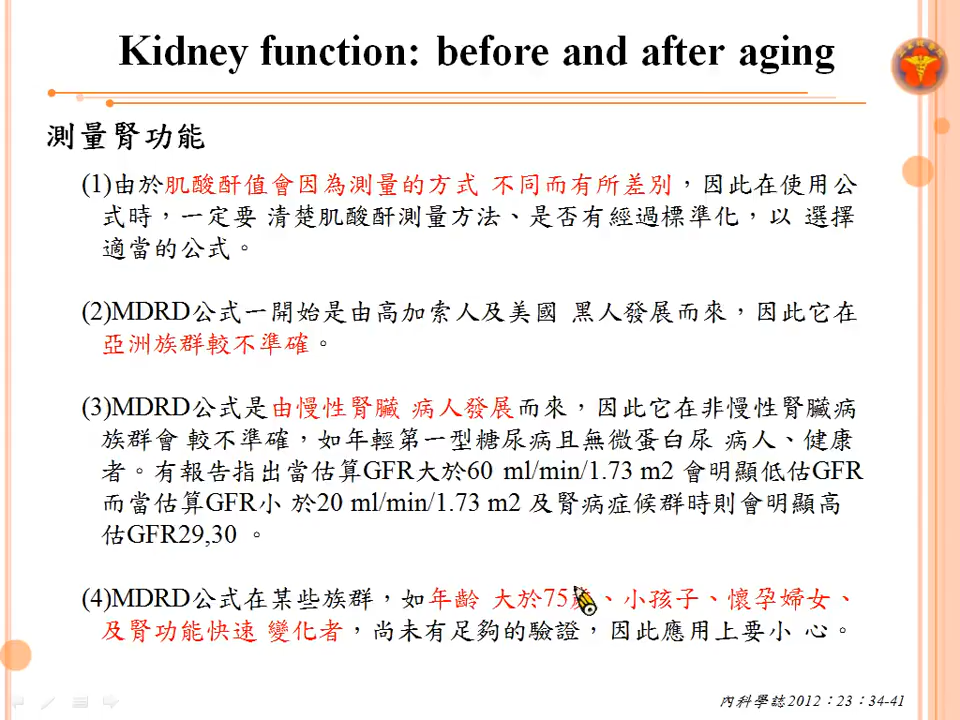 Kidney function: before and after aging
測量腎功能
(1)由於肌酸酐值會因為測量的方式 不同而有所差別，因此在使用公
式時，一定要 清楚肌酸酐測量方法、是否有經過標準化，以 選擇
適當的公式。
(2)MDRD公式一開始是由高加索人及美國 黑人發展而來，因此它在
亞洲族群較不準確。
(3)MDRD公式是由慢性腎臟 病人發展而來，因此它在非慢性腎臟病
族群會 較不準確，如年輕第一型糖尿病且無微蛋白尿 病人、健康
者。有報告指出當估算GFR大於60 ml/min/1.73 m2 會明顯低估GFR
而當估算GFR小 於20 ml/min/1.73 m2 及腎病症候群時則會明顯高
估GFR29,30 。
(4)MDRD公式在某些族群，如年齡 大於75、小孩子、懷孕婦女、
及腎功能快速 變化者，尚未有足夠的驗證，因此應用上要小 心。
內科學誌2012：23：34-41